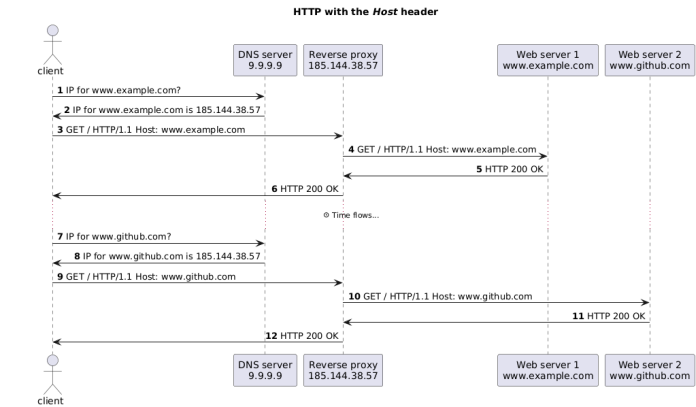 HTTP with the Host header
client
DNS server
9.9.9.9
Reverse proxy
185.144.38.57
Web server 1
www.example.com
Web server 2
www.github.com
1 IP for www.example.com?
2 IP for www.example.com is 185.144.38.57
3 GET / HTTP/1.1 Host: www.example.com
4 GET / HTTP/1.1 Host: www.example.com
5 HTTP 200 OK
6 HTTP 200 OK
Time flows...
7 IP for www.github.com?
8 IP for www.github.com is 185.144.38.57
9 GET / HTTP/1.1 Host: www.github.com
10 GET / HTTP/1.1 Host: www.github.com
11 HTTP 200 OK
12 HTTP 200 OK
client
DNS server
9.9.9.9
Reverse proxy
185.144.38.57
Web server 1
www.example.com
Web server 2
www.github.com